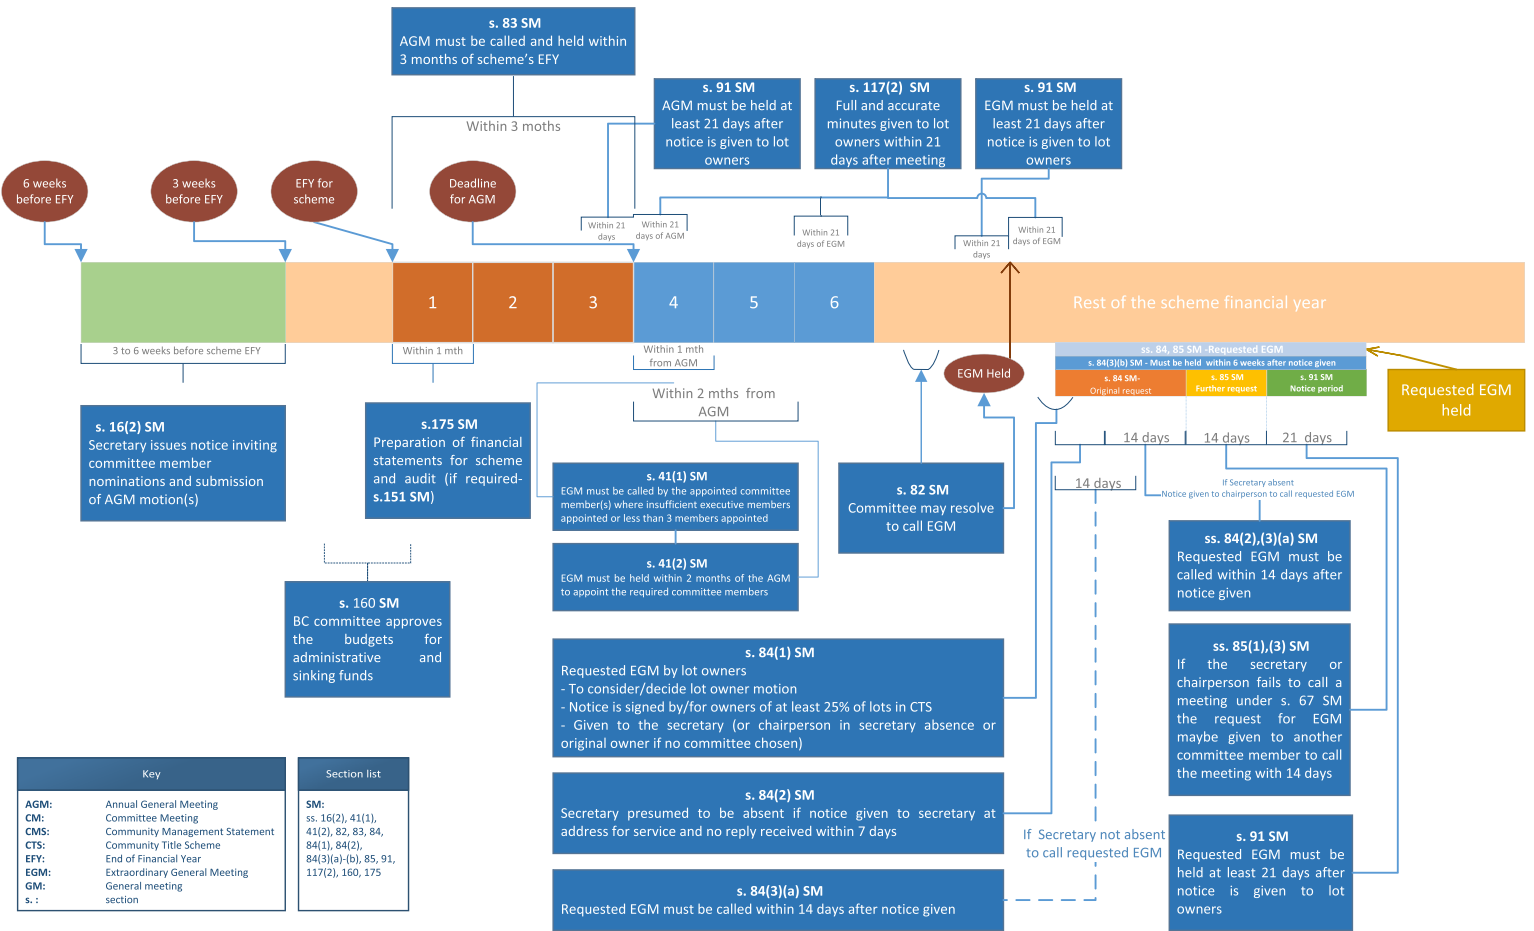 s. 83 SM
AGM must be called and held within
3 months of scheme's EFY
Within 3 moths
s. 91 SM
AGM must be held at
least 21 days after
notice is given to lot
owners
s. 117(2) SM
Full and accurate
minutes given to lot
owners within 21
days after meeting
s. 91 SM
EGM must be held at
least 21 days after
notice is given to lot
owners
6 weeks
before EFY
3 weeks
before EFY
EFY for
scheme
Deadline
for AGM
Within 21
days
Within 21
days of AGM
Within 21
days of EGM
Within 21
days
Within 21
days of EGM
1
2
3
4
5
6
Rest of the scheme financial year
3 to 6 weeks before scheme EFY
Within 1 mth
Within 1 mth
from AGM
Within 2 mths from
AGM
EGM Held
ss. 84, 85 SM -Requested EGM
s. 84(3)(b) SM - Must be held within 6 weeks after notice given
s. 84 SM-
Original request
s. 85 SM
Further request
s. 91 SM
Notice period
Requested EGM
held
14 days
14 days
21 days
14 days
If Secretary absent
Notice given to chairperson to call requested EGM
s. 16(2) SM
Secretary issues notice inviting
committee member
nominations and submission
of AGM motion(s)
s.175 SM
Preparation of financial
statements for scheme
and audit (if required-
s.151 SM)
s. 160 SM
BC committee approves
the budgets for
administrative and
sinking funds
s. 41(1) SM
EGM must be called by the appointed committee
member(s) where insufficient executive members
appointed or less than 3 members appointed
s. 41(2) SM
EGM must be held within 2 months of the AGM
to appoint the required committee members
s. 82 SM
Committee may resolve
to call EGM
s. 84(1) SM
Requested EGM by lot owners
- To consider/decide lot owner motion
- Notice is signed by/for owners of at least 25% of lots in CTS
- Given to the secretary (or chairperson in secretary absence or
original owner if no committee chosen)
s. 84(2) SM
Secretary presumed to be absent if notice given to secretary at
address for service and no reply received within 7 days
If Secretary not absent
to call requested EGM
s. 84(3)(a) SM
Requested EGM must be called within 14 days after notice given
ss. 84(2),(3)(a) SM
Requested EGM must be
called within 14 days after
notice given
ss. 85(1),(3) SM
If the secretary or
chairperson fails to call a
meeting under s. 67 SM
the request for EGM
maybe given to another
committee member to call
the meeting with 14 days
s. 91 SM
Requested EGM must be
held at least 21 days after
notice is given to lot
owners
Key
AGM: Annual General Meeting
CM: Committee Meeting
CMS: Community Management Statement
CTS: Community Title Scheme
EFY: End of Financial Year
EGM: Extraordinary General Meeting
GM: General meeting
s. : section
Section list
SM:
ss. 16(2), 41(1),
41(2), 82, 83, 84,
84(1), 84(2),
84(3)(a)-(b), 85, 91,
117(2), 160, 175